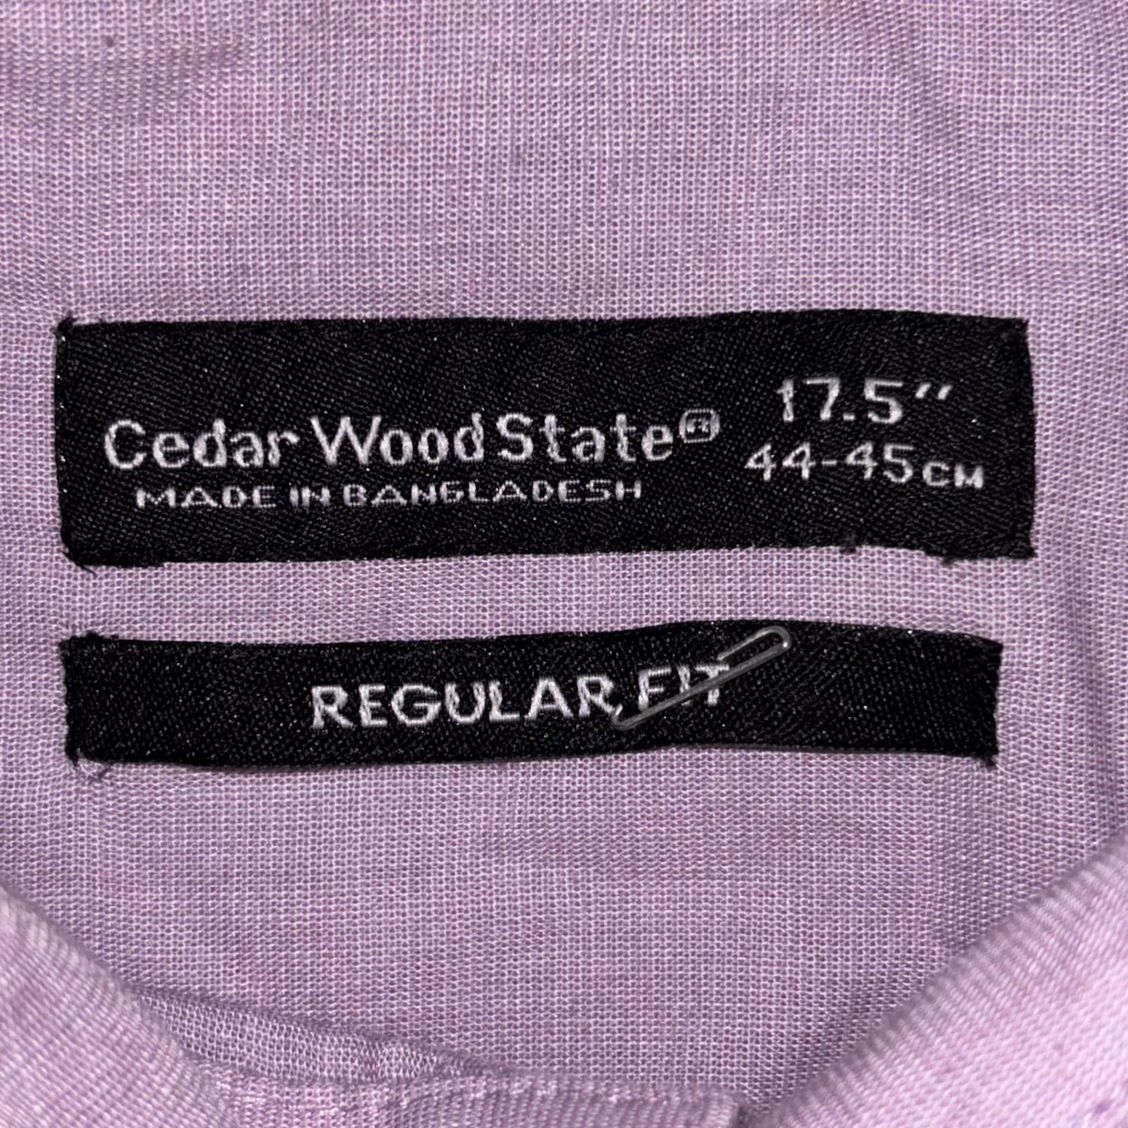 Cedar Wood State®
MADE IN BANGLADESH
17.5"
44-45CM
REGULAR FIT